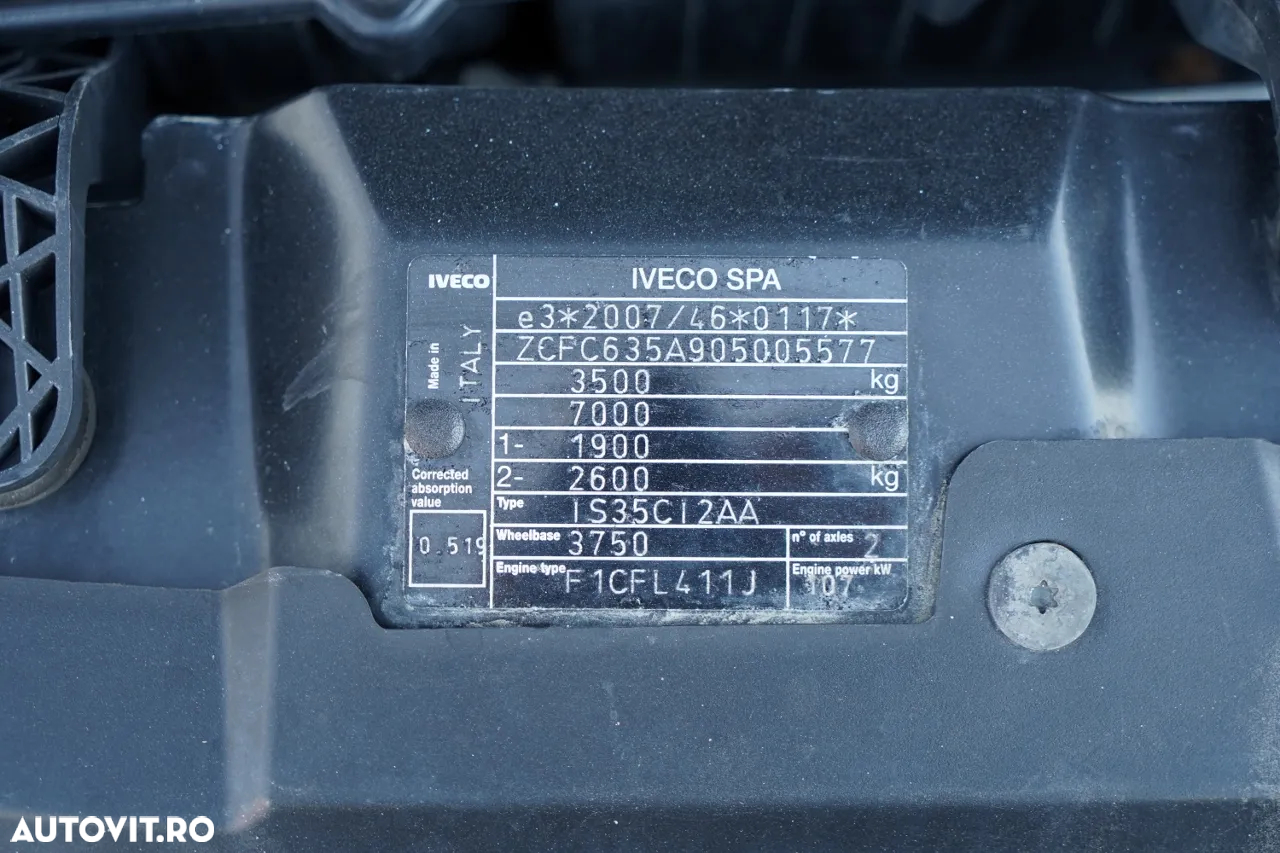 IVECO
IVECO SPA
Made in
ITALY
e3*2007/46*0117*
ZCFC635A905005577
3500 kg
7000
1- 1900
2- 2600 kg
Corrected
absorption
value
0.519
Type IS35CI2AA
Wheelbase 3750
n° of axles 2
Engine type F1CFL411J
Engine power kW 107
AUTOVIT.RO